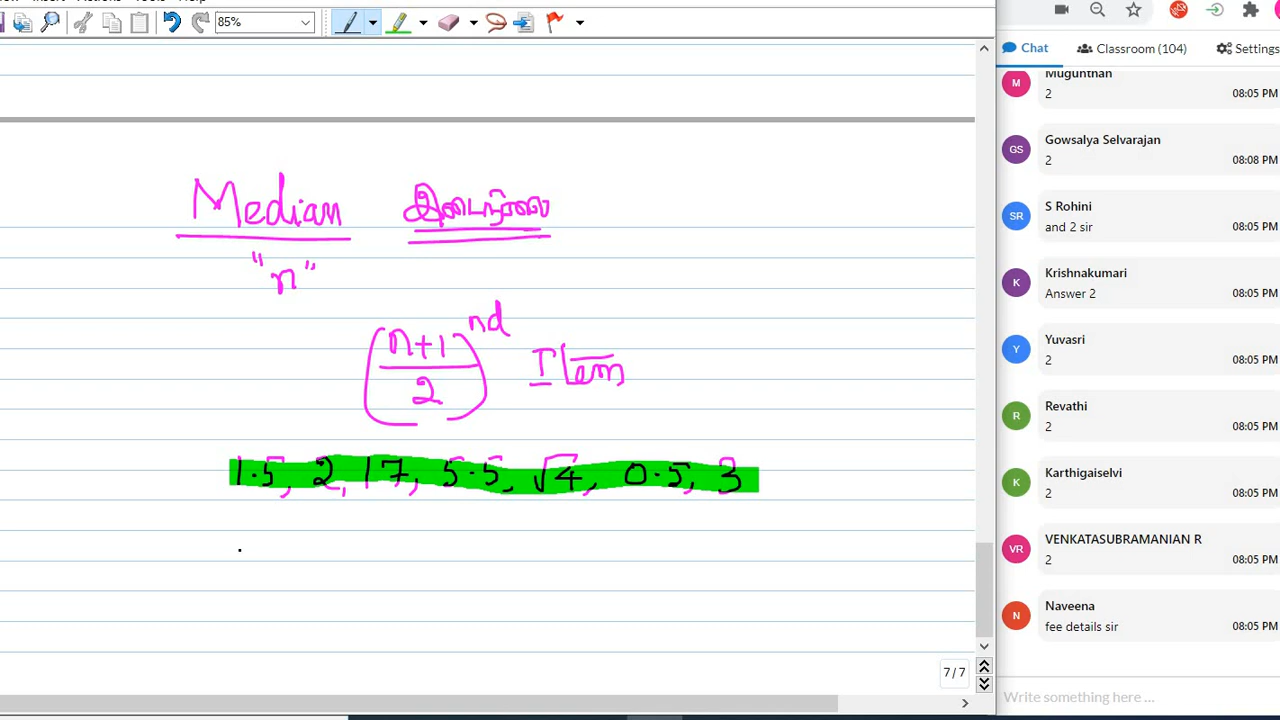 85%
Median இடைநிலை
"n"
(n+1/2)nd Item
1.5, 2, 17, 5.5, √4, 0.5, 3
7/7
Chat
Classroom (104)
Settings
M
Mugunthan
2
08:05 PM
GS
Gowsalya Selvarajan
2
08:08 PM
SR
S Rohini
and 2 sir
08:05 PM
K
Krishnakumari
Answer 2
08:05 PM
Y
Yuvasri
2
08:05 PM
R
Revathi
2
08:05 PM
K
Karthigaiselvi
2
08:05 PM
VR
VENKATASUBRAMANIAN R
2
08:05 PM
N
Naveena
fee details sir
08:05 PM
Write something here ...